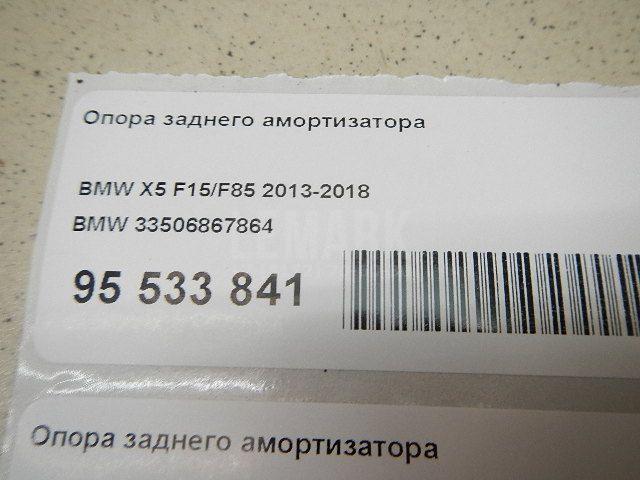 Опора заднего амортизатора
BMW X5 F15/F85 2013-2018
BMW 33506867864
95 533 841
Опора заднего амортизатора